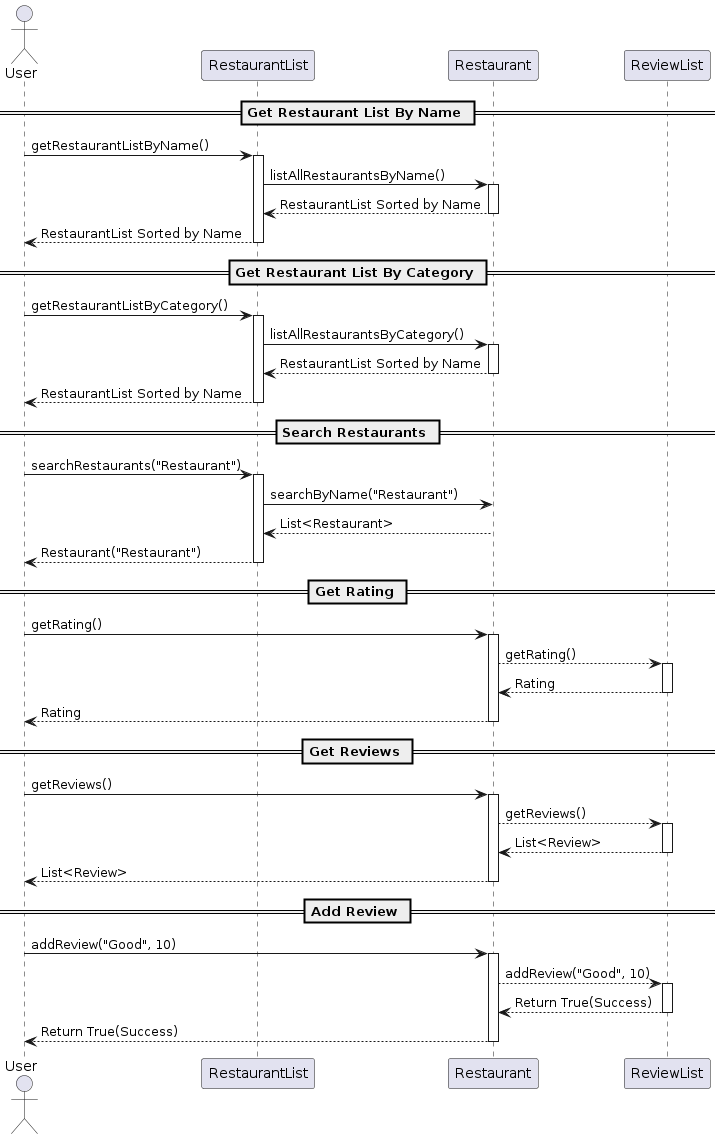 User
RestaurantList
Restaurant
ReviewList
Get Restaurant List By Name
getRestaurantListByName()
listAllRestaurantsByName()
RestaurantList Sorted by Name
RestaurantList Sorted by Name
Get Restaurant List By Category
getRestaurantListByCategory()
listAllRestaurantsByCategory()
RestaurantList Sorted by Name
RestaurantList Sorted by Name
Search Restaurants
searchRestaurants("Restaurant")
searchByName("Restaurant")
List<Restaurant>
Restaurant("Restaurant")
Get Rating
getRating()
getRating()
Rating
Rating
Get Reviews
getReviews()
getReviews()
List<Review>
List<Review>
Add Review
addReview("Good", 10)
addReview("Good", 10)
Return True(Success)
Return True(Success)
User
RestaurantList
Restaurant
ReviewList